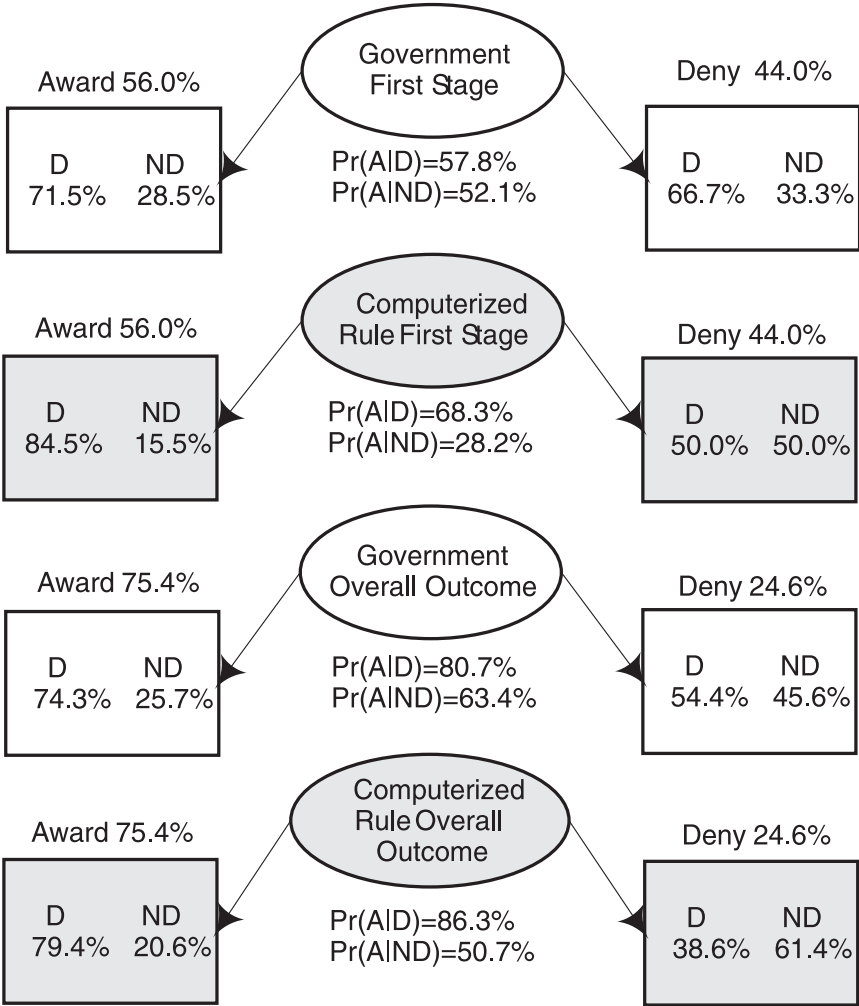 Government
First Stage
Award 56.0%
Deny 44.0%
D ND
71.5% 28.5%
Pr(A|D)=57.8%
Pr(A|ND)=52.1%
D ND
66.7% 33.3%
Computerized
Rule First Stage
Award 56.0%
Deny 44.0%
D ND
84.5% 15.5%
Pr(A|D)=68.3%
Pr(A|ND)=28.2%
D ND
50.0% 50.0%
Government
Overall Outcome
Award 75.4%
Deny 24.6%
D ND
74.3% 25.7%
Pr(A|D)=80.7%
Pr(A|ND)=63.4%
D ND
54.4% 45.6%
Computerized
Rule Overall
Outcome
Award 75.4%
Deny 24.6%
D ND
79.4% 20.6%
Pr(A|D)=86.3%
Pr(A|ND)=50.7%
D ND
38.6% 61.4%